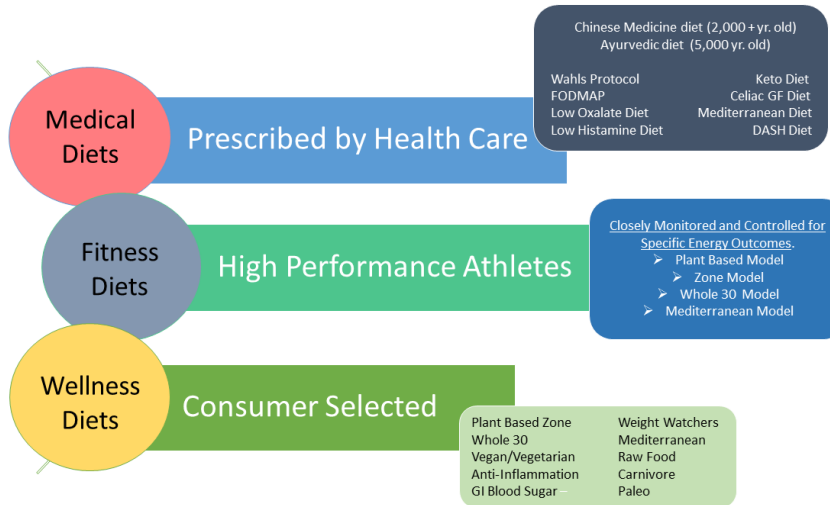 Medical
Diets
Prescribed by Health Care
Chinese Medicine diet (2,000 + yr. old)
Ayurvedic diet (5,000 yr. old)
Wahls Protocol Keto Diet
FODMAP Celiac GF Diet
Low Oxalate Diet Mediterranean Diet
Low Histamine Diet DASH Diet
Fitness
Diets
High Performance Athletes
Closely Monitored and Controlled for
Specific Energy Outcomes.
➢ Plant Based Model
➢ Zone Model
➢ Whole 30 Model
➢ Mediterranean Model
Wellness
Diets
Consumer Selected
Plant Based Zone Weight Watchers
Whole 30 Mediterranean
Vegan/Vegetarian Raw Food
Anti-Inflammation Carnivore
GI Blood Sugar – Paleo